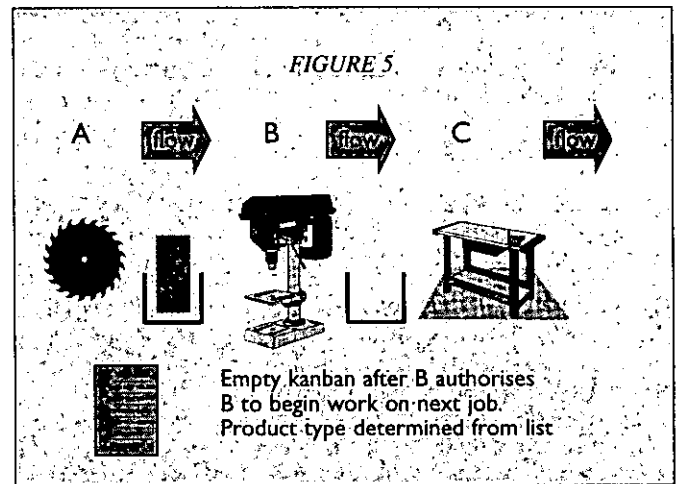 FIGURE 5
A flow B flow C flow
Empty kanban after B authorises
B to begin work on next job.
Product type determined from list